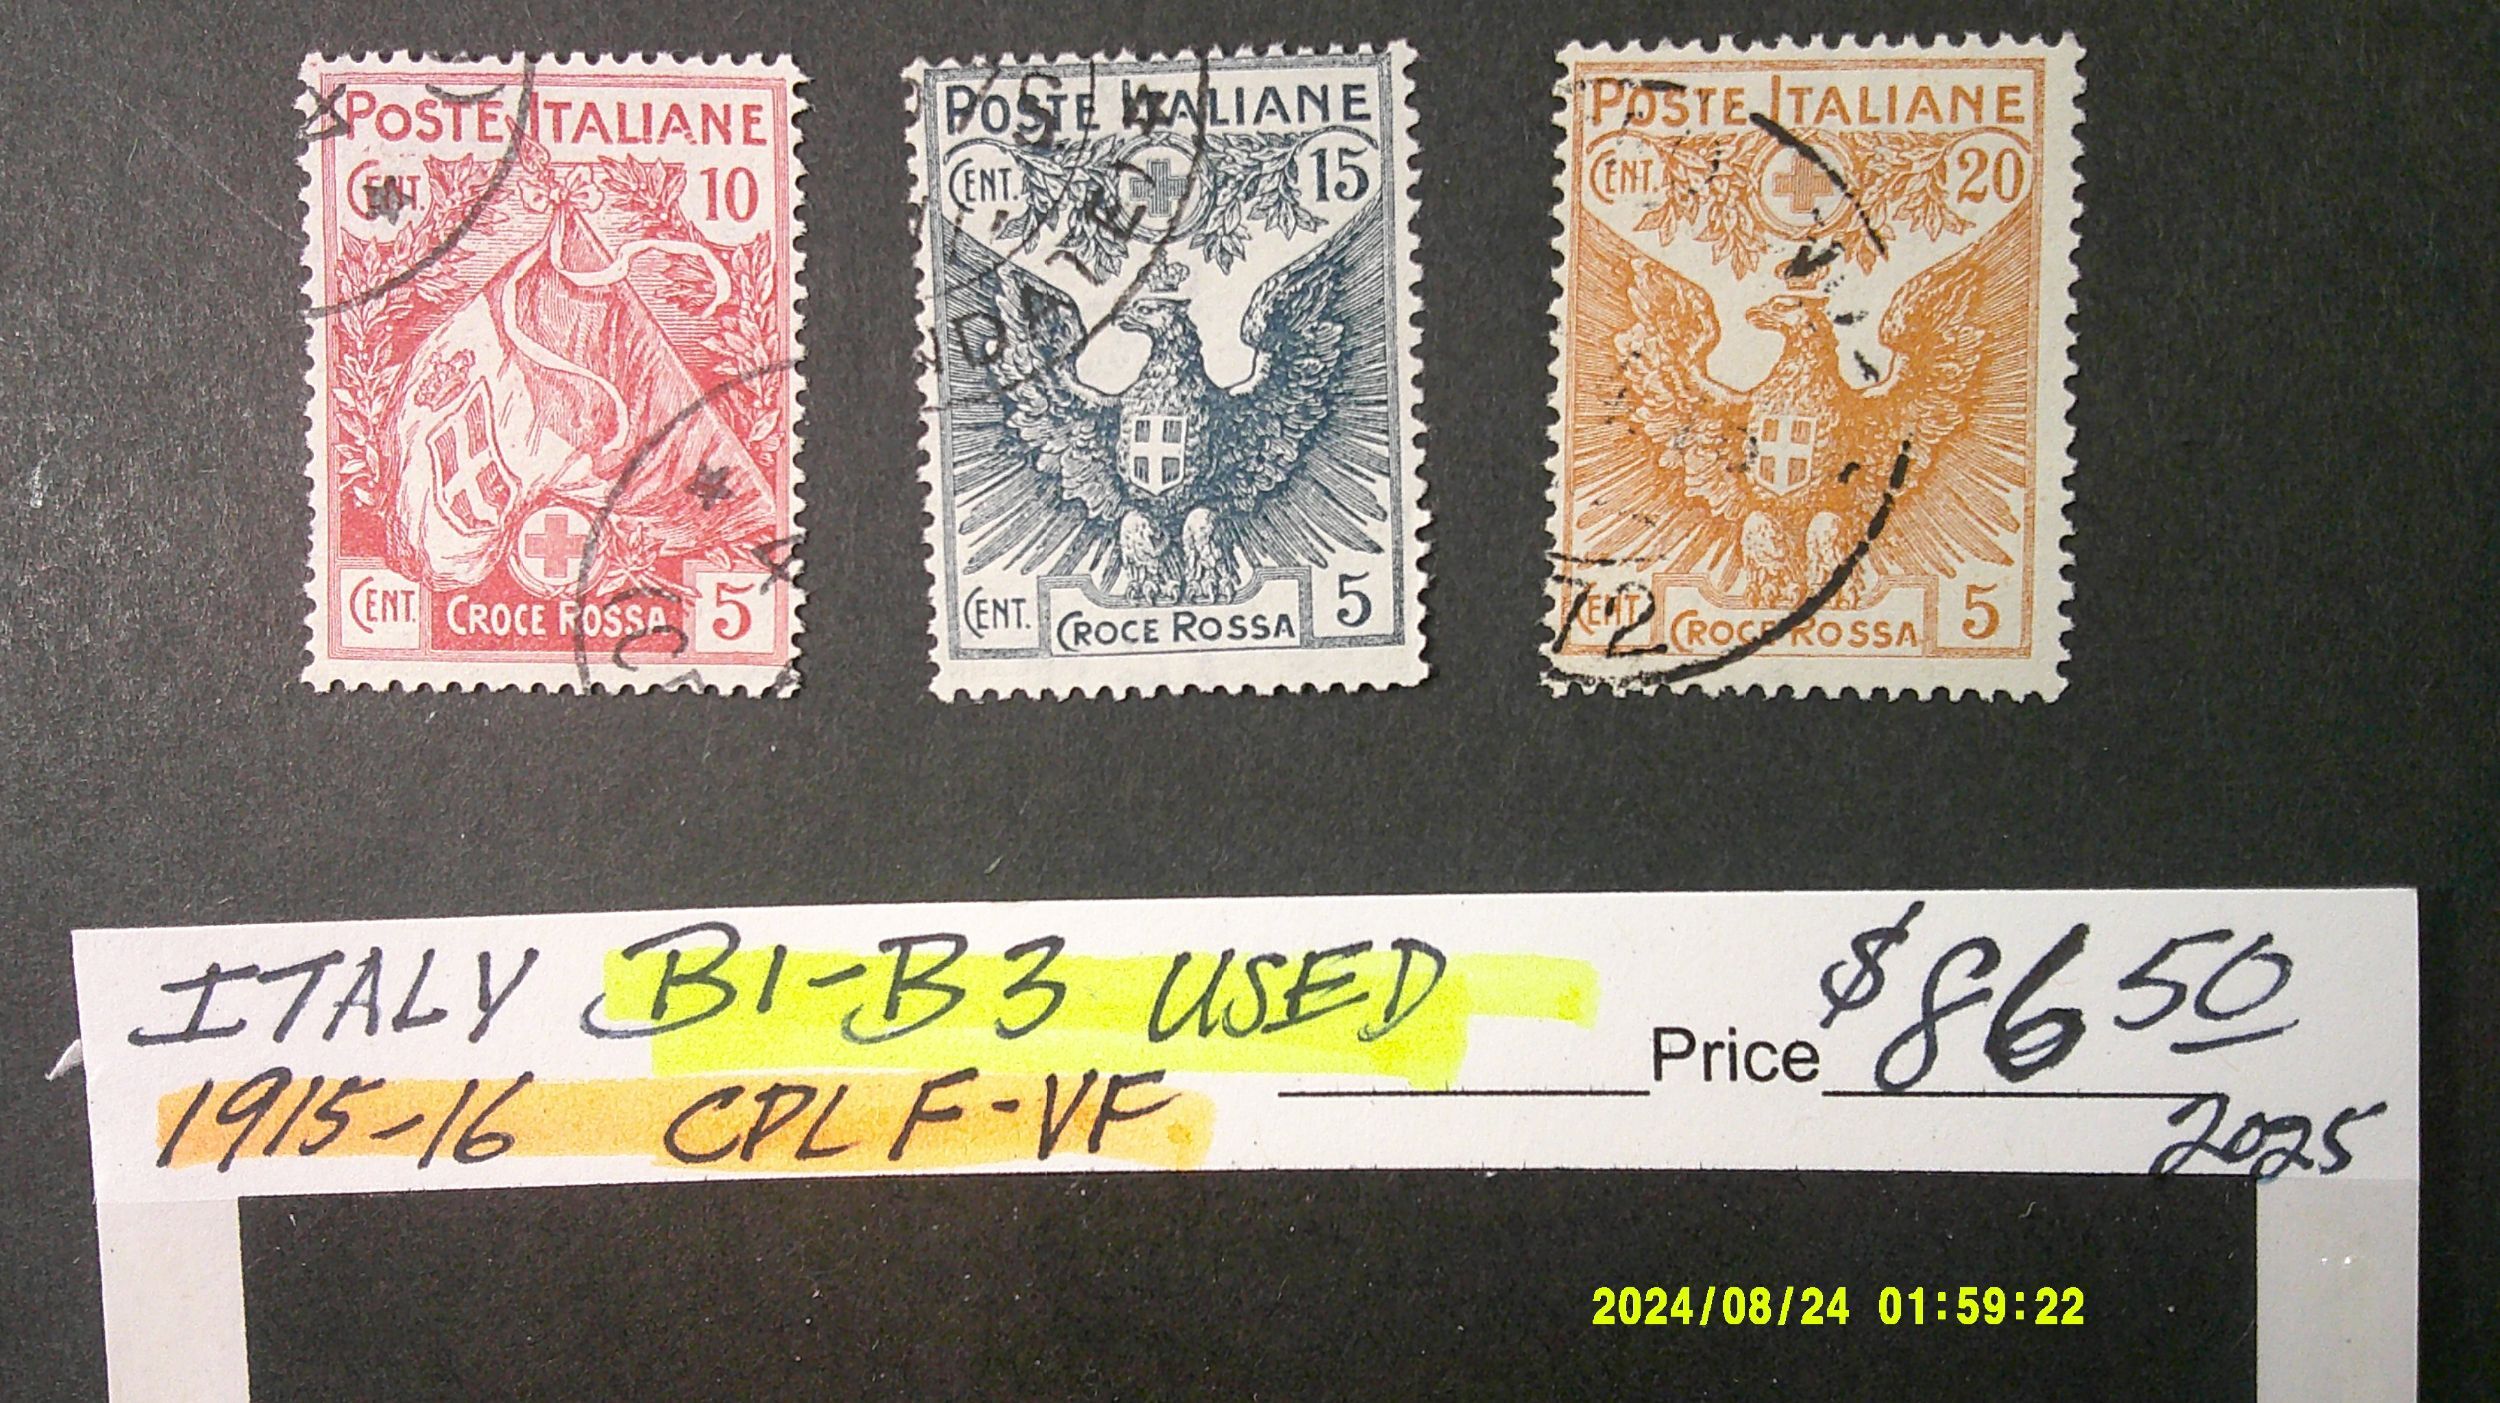 POSTE ITALIANE
CENT. 10
CENT. CROCE ROSSA 5
POSTE ITALIANE
CENT. 15
CENT. CROCE ROSSA 5
POSTE ITALIANE
CENT. 20
72
CENT. CROCE ROSSA 5
ITALY B1-B3 USED
1915-16 CPL F-VF
Price $86 50
2025
2024/08/24 01:59:22